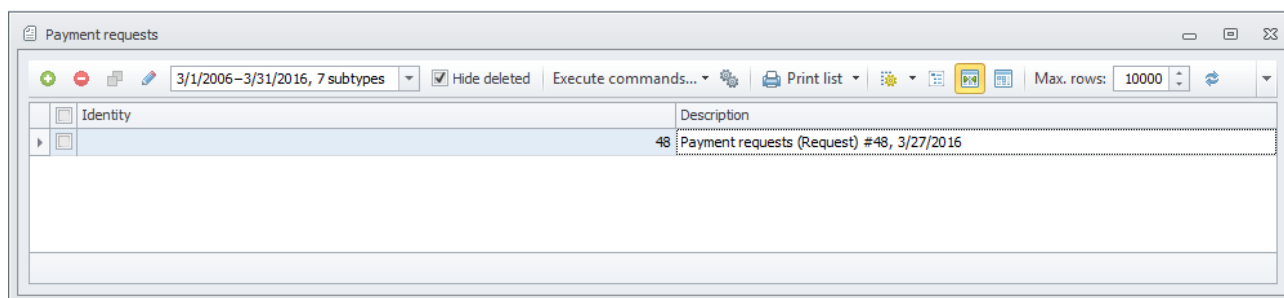 Payment requests
3/1/2006–3/31/2016, 7 subtypes Hide deleted Execute commands... Print list Max. rows: 10000
Identity Description
48 Payment requests (Request) #48, 3/27/2016